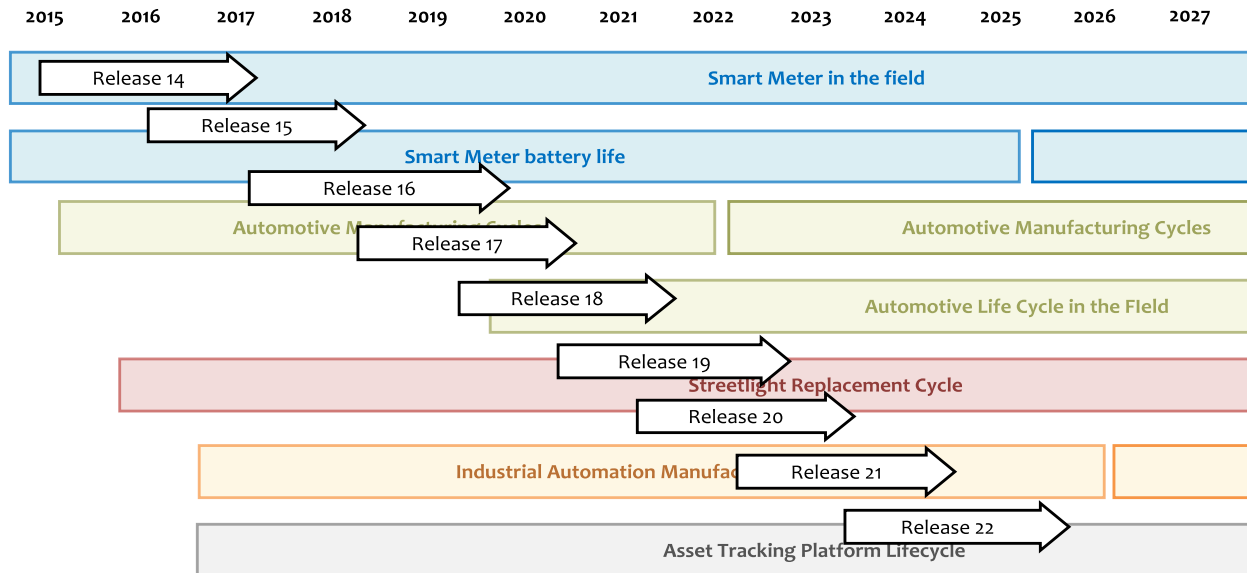 2015 2016 2017 2018 2019 2020 2021 2022 2023 2024 2025 2026 2027
Release 14
Smart Meter in the field
Release 15
Smart Meter battery life
Release 16
Automotive Manufacturing Cycles
Automotive Manufacturing Cycles
Release 17
Release 18
Automotive Life Cycle in the FIeld
Release 19
Streetlight Replacement Cycle
Release 20
Industrial Automation
Release 21
Release 22
Asset Tracking Platform Lifecycle